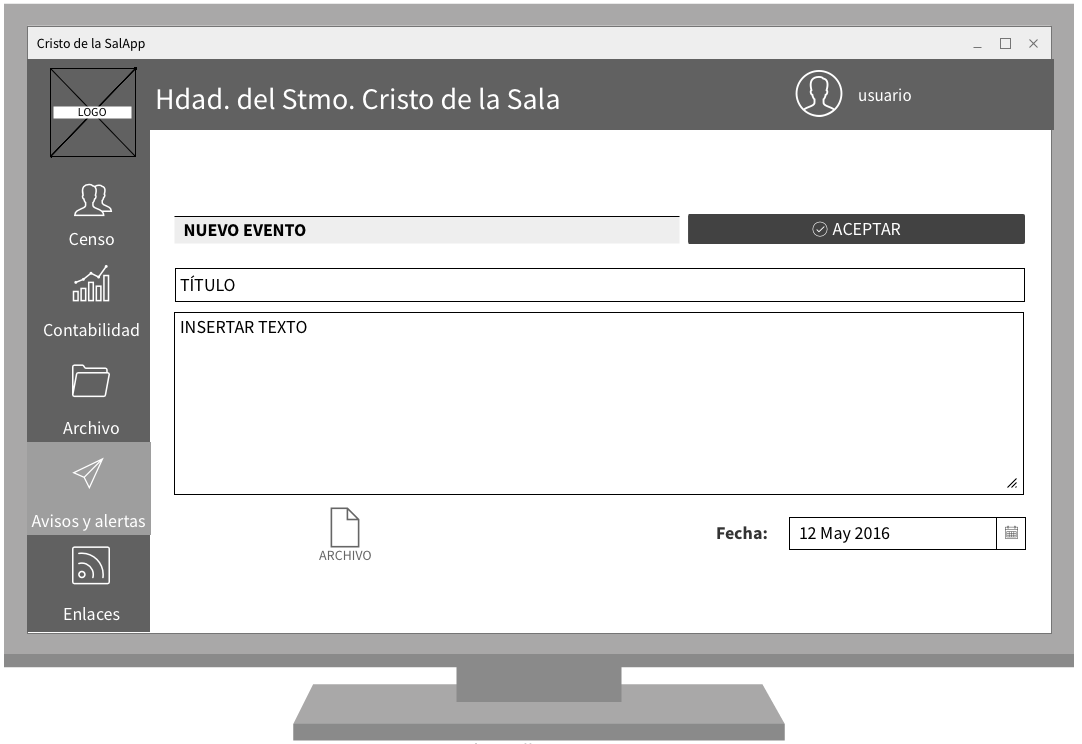 Cristo de la SalApp
LOGO
Hdad. del Stmo. Cristo de la Sala
usuario
Censo
Contabilidad
Archivo
Avisos y alertas
Enlaces
NUEVO EVENTO
ACEPTAR
TÍTULO
INSERTAR TEXTO
ARCHIVO
Fecha:
12 May 2016